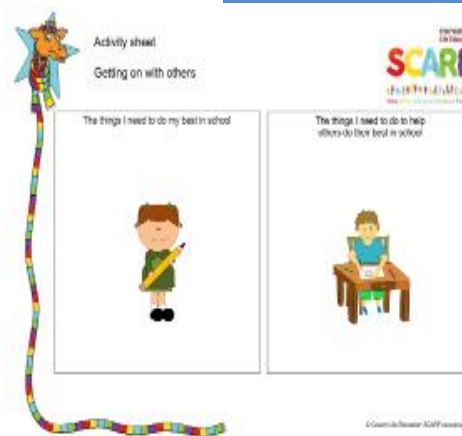 Activity sheet
Getting on with others
SCARF
The things I need to do my best in school
The things I need to do to help
others do their best in school